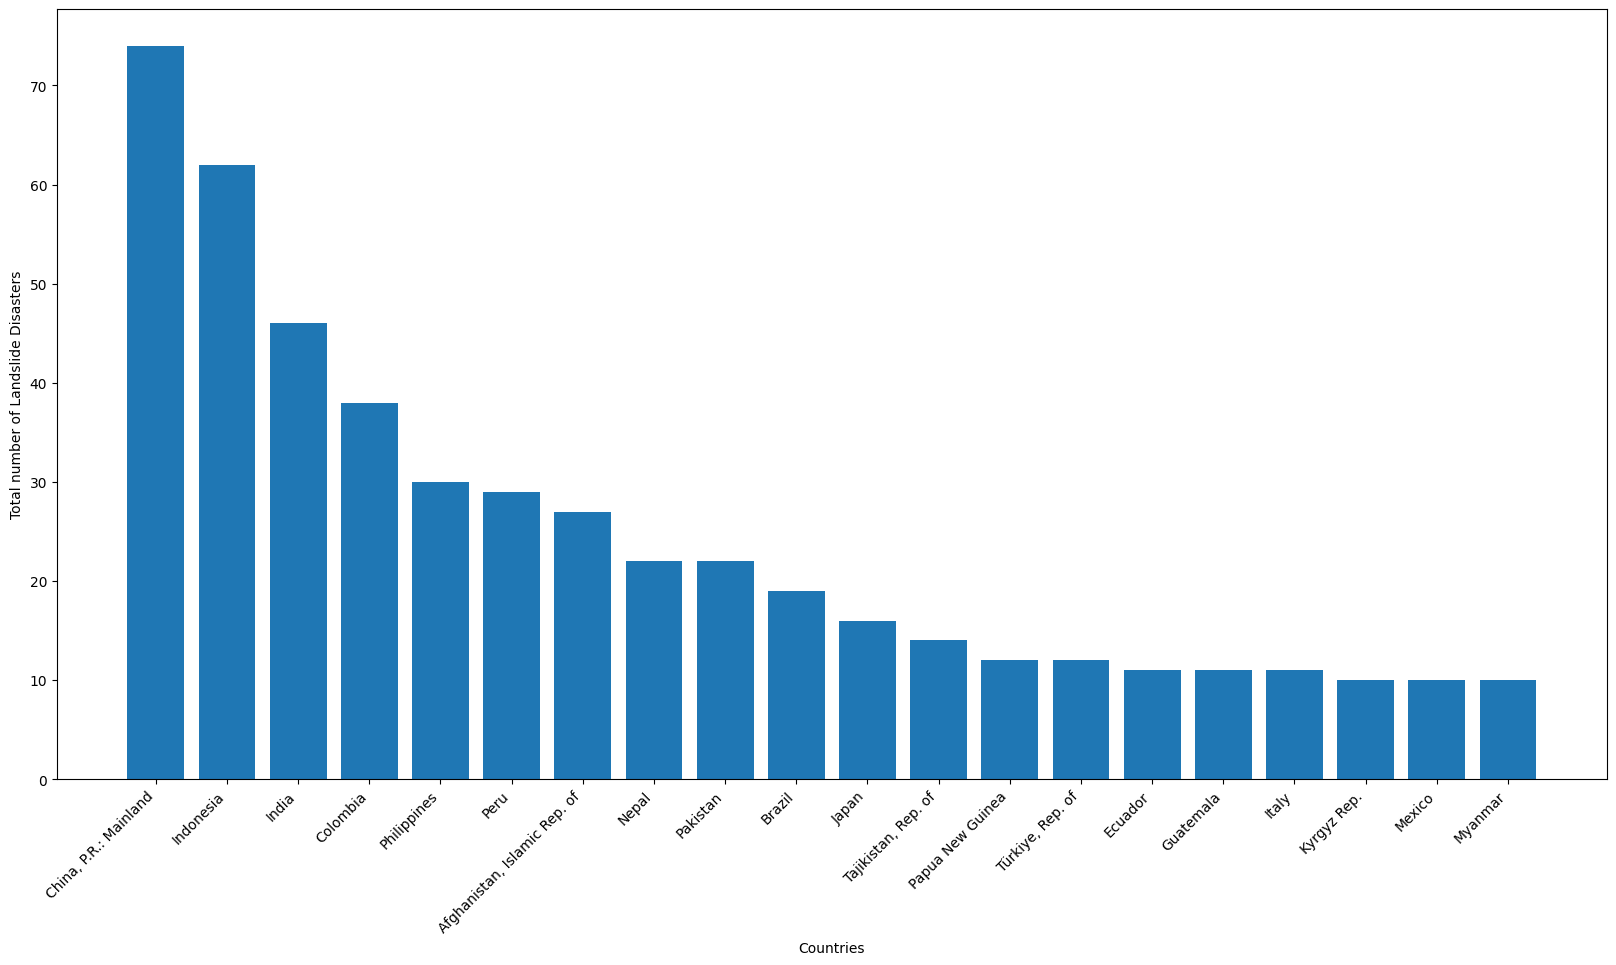 Total number of Landslide Disasters
70
60
50
40
30
20
10
0
China, P.R.: Mainland
Indonesia
India
Colombia
Philippines
Peru
Afghanistan, Islamic Rep. of
Nepal
Pakistan
Brazil
Japan
Tajikistan, Rep. of
Papua New Guinea
Türkiye, Rep. of
Ecuador
Guatemala
Italy
Kyrgyz Rep.
Mexico
Myanmar
Countries